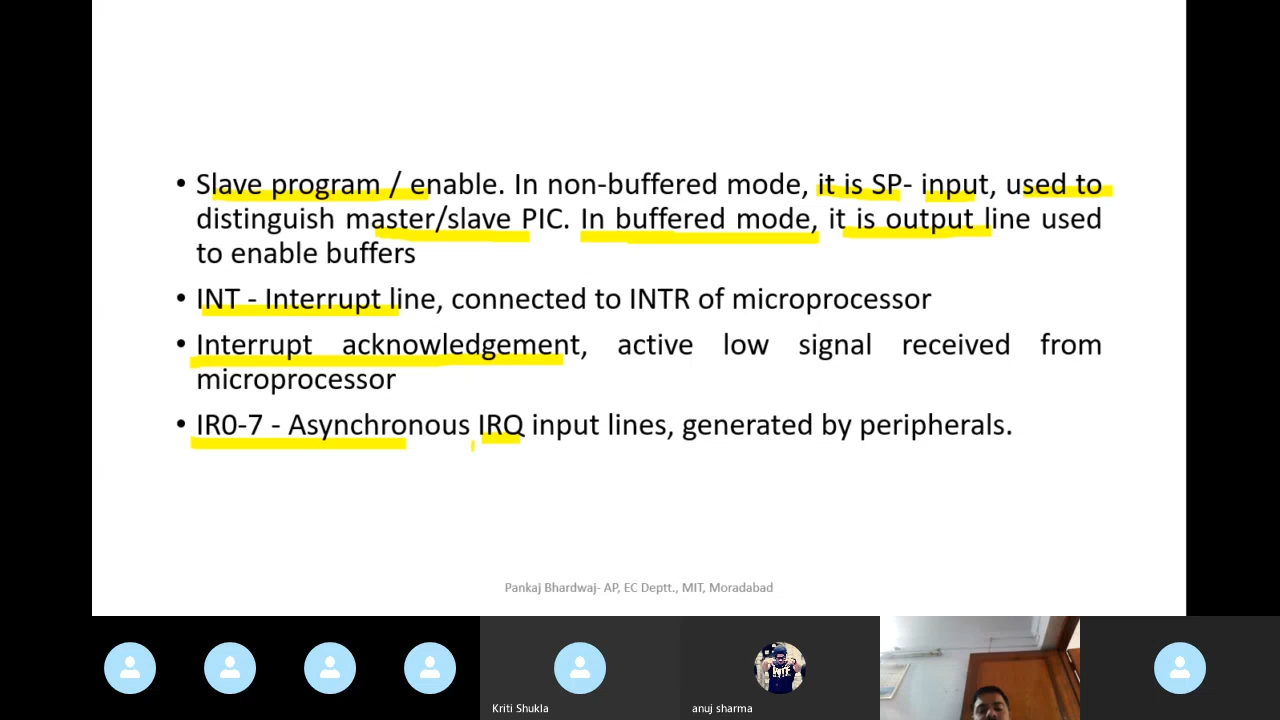 • Slave program / enable. In non-buffered mode, it is SP- input, used to
distinguish master/slave PIC. In buffered mode, it is output line used
to enable buffers
• INT - Interrupt line, connected to INTR of microprocessor
• Interrupt acknowledgement, active low signal received from
microprocessor
• IR0-7 - Asynchronous IRQ input lines, generated by peripherals.
Pankaj Bhardwaj- AP, EC Deptt., MIT, Moradabad
Kriti Shukla
anuj sharma